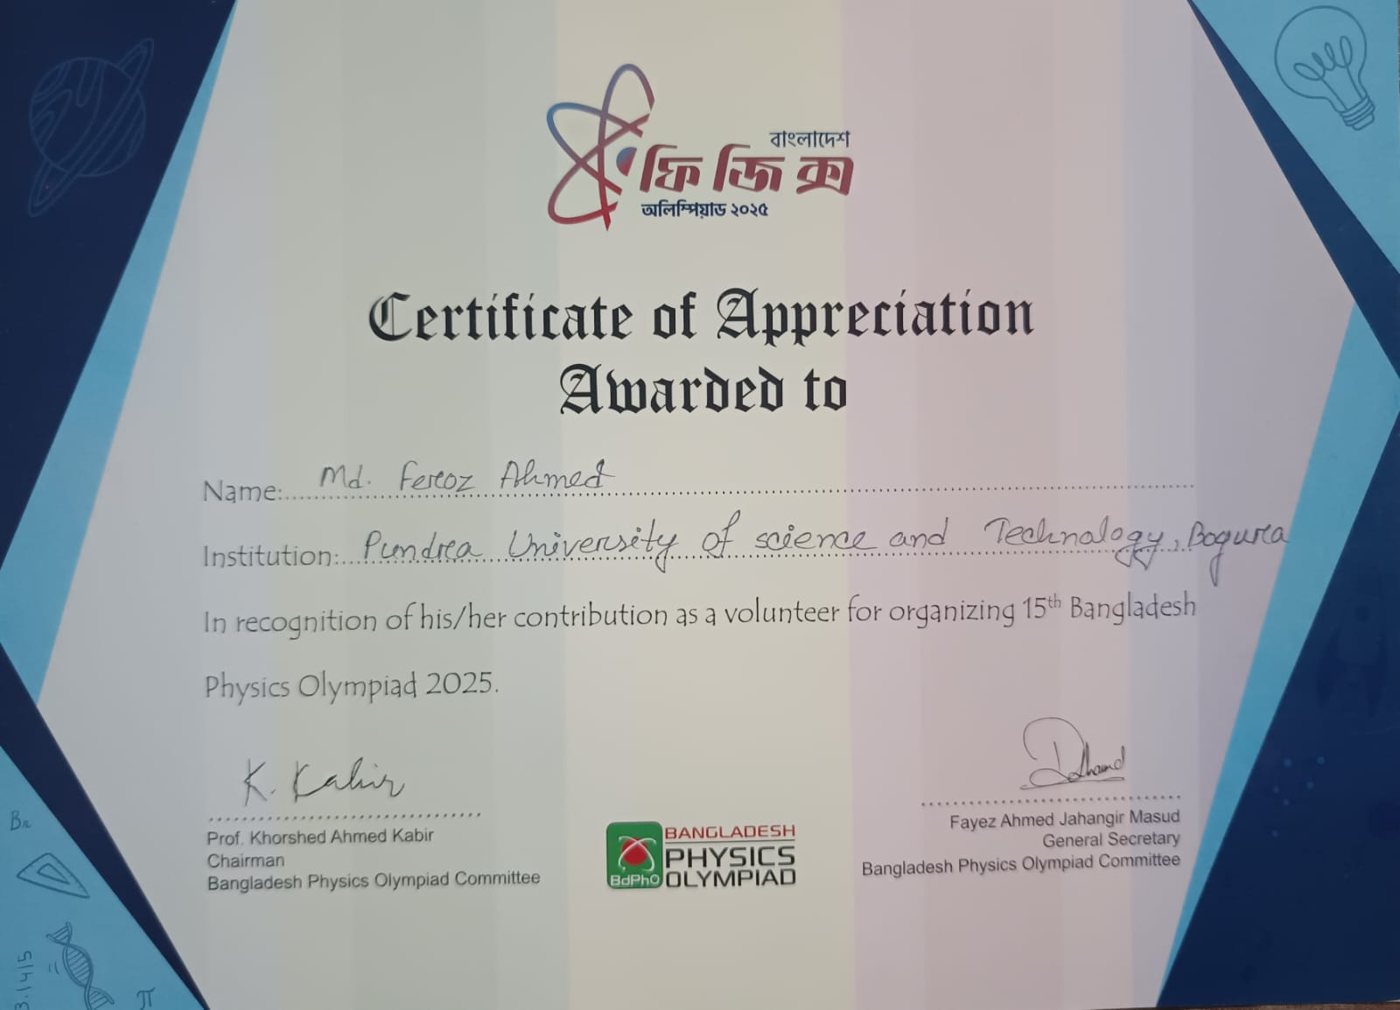 বাংলাদেশ
ফিজিক্স
অলিম্পিয়াড ২০২৫
Certificate of Appreciation
Awarded to
Name: Md. Feroz Ahmed
Institution: Pundra University of science and Technology, Bogura
In recognition of his/her contribution as a volunteer for organizing 15th Bangladesh
Physics Olympiad 2025.
K. Kabir
Prof. Khorshed Ahmed Kabir
Chairman
Bangladesh Physics Olympiad Committee
BdPhO
BANGLADESH
PHYSICS
OLYMPIAD
Fayez Ahmed Jahangir Masud
General Secretary
Bangladesh Physics Olympiad Committee
3.1415
π